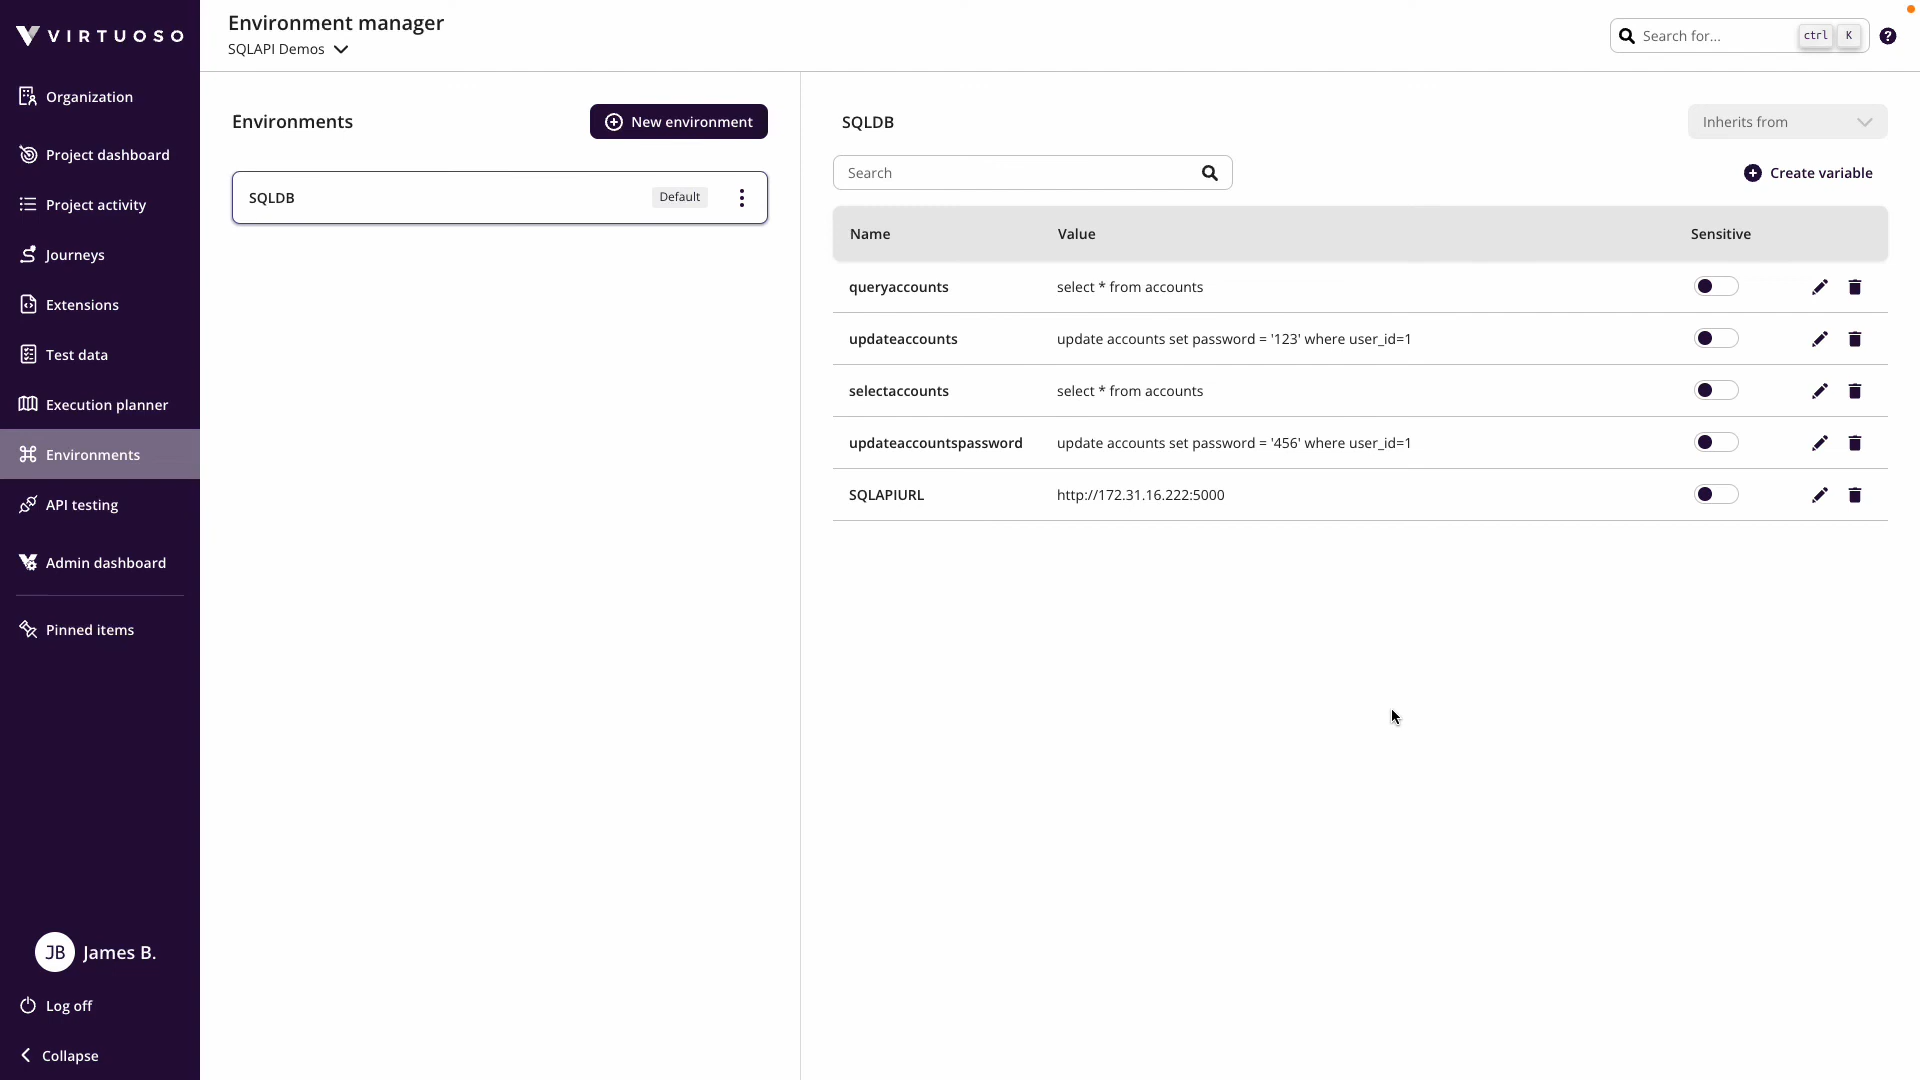 VIRTUOSO
Organization
Project dashboard
Project activity
Journeys
Extensions
Test data
Execution planner
Environments
API testing
Admin dashboard
Pinned items
JB James B.
Log off
Collapse
Environment manager
SQLAPI Demos
Search for... ctrl K ?
Environments New environment
SQLDB Default
SQLDB Inherits from
Search Create variable
Name Value Sensitive
queryaccounts select * from accounts
updateaccounts update accounts set password = '123' where user_id=1
selectaccounts select * from accounts
updateaccountspassword update accounts set password = '456' where user_id=1
SQLAPIURL http://172.31.16.222:5000